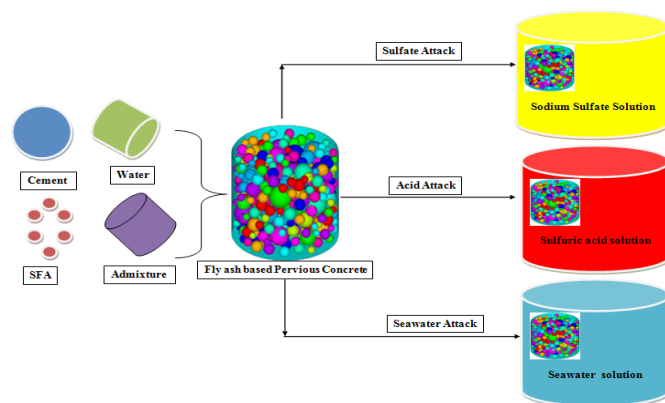 Sulfate Attack
Sodium Sulfate Solution
Cement
Water
Acid Attack
Sulfuric acid solution
SFA
Admixture
Fly ash based Pervious Concrete
Seawater Attack
Seawater solution